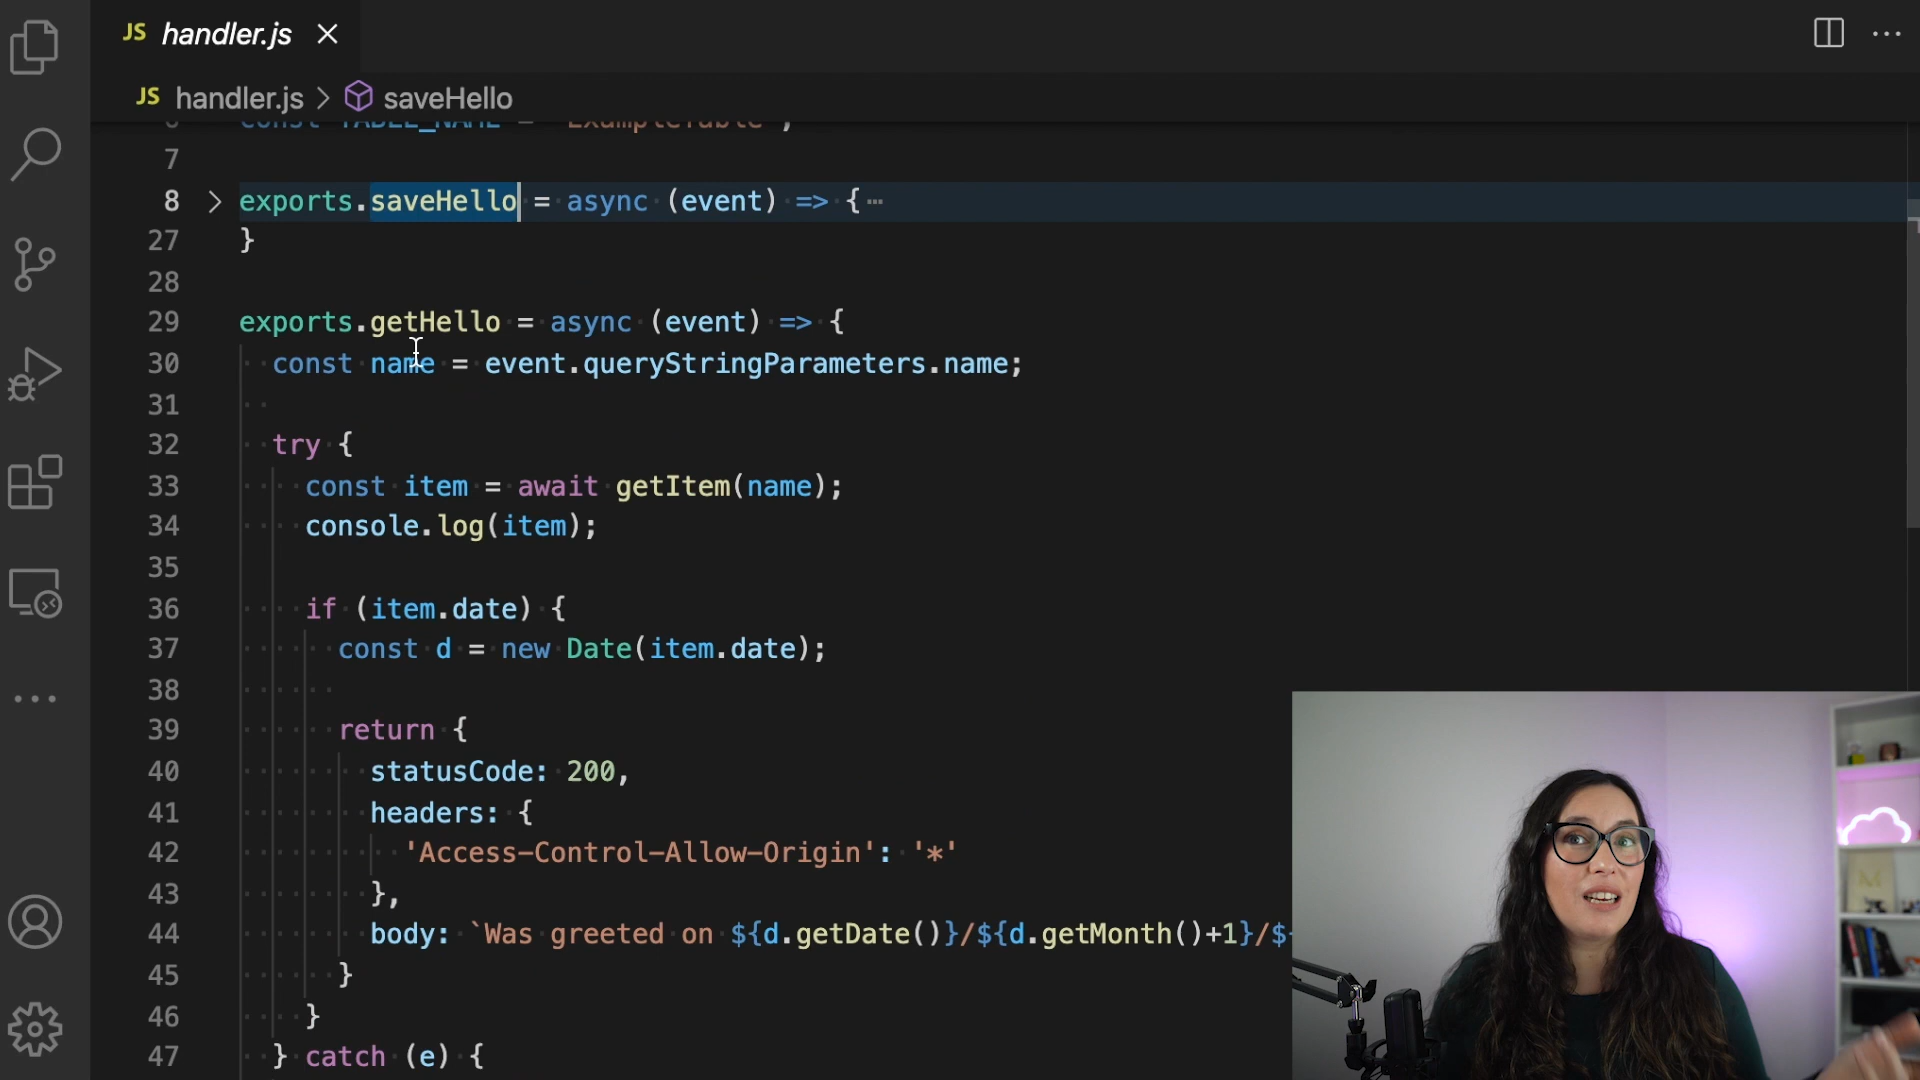 JS handler.js ×
JS handler.js > saveHello
6 const TABLE_NAME = 'ExampleTable';
7
8 > exports.saveHello = async (event) => { ⋯
27 }
28
29 exports.getHello = async (event) => {
30 const name = event.queryStringParameters.name;
31
32 try {
33 const item = await getItem(name);
34 console.log(item);
35
36 if (item.date) {
37 const d = new Date(item.date);
38
39 return {
40 statusCode: 200,
41 headers: {
42 'Access-Control-Allow-Origin': '*'
43 },
44 body: `Was greeted on ${d.getDate()}/${d.getMonth()+1}/$
45 }
46 }
47 } catch (e) {